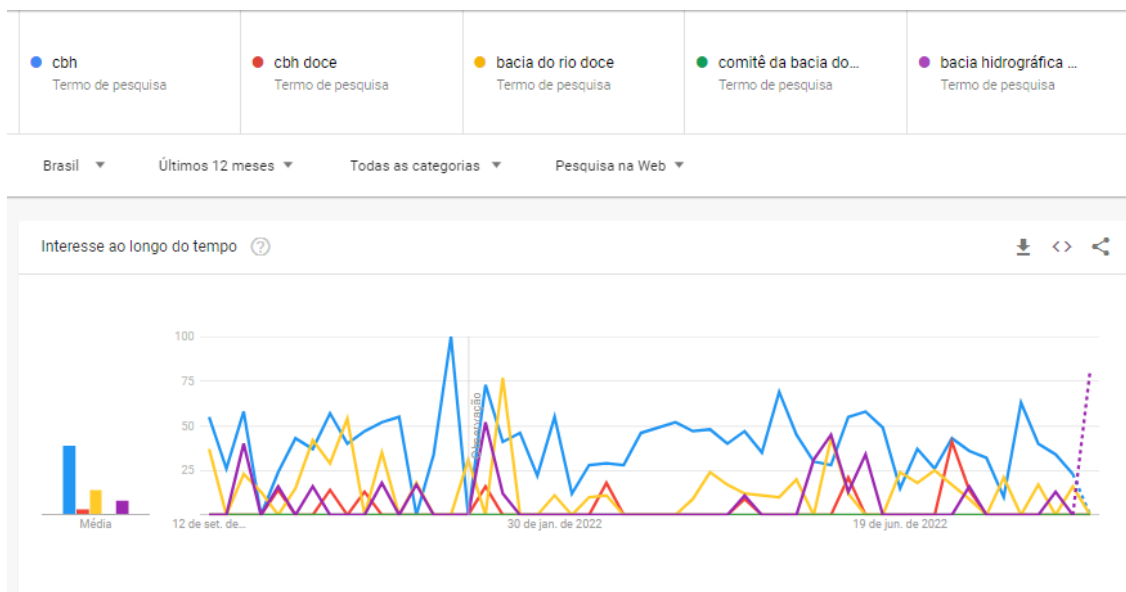 cbh
Termo de pesquisa
cbh doce
Termo de pesquisa
bacia do rio doce
Termo de pesquisa
comitê da bacia do...
Termo de pesquisa
bacia hidrográfica ...
Termo de pesquisa
Brasil
Últimos 12 meses
Todas as categorias
Pesquisa na Web
Interesse ao longo do tempo
?
100
75
50
25
Observação
Média
12 de set. de...
30 de jan. de 2022
19 de jun. de 2022